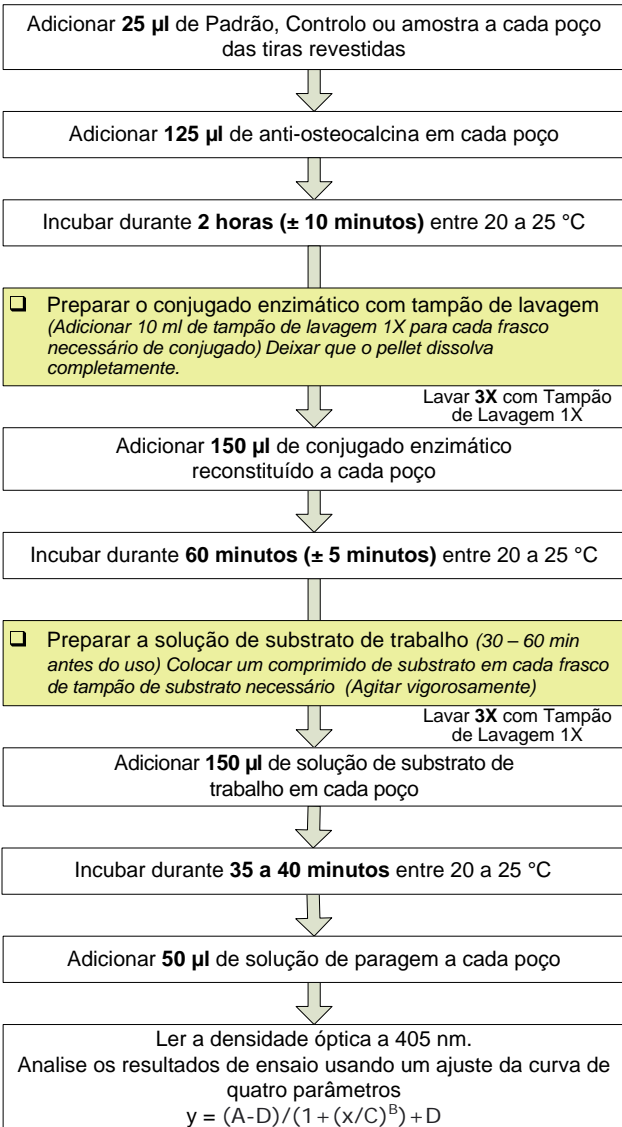 Adicionar 25 µl de Padrão, Controlo ou amostra a cada poço
das tiras revestidas
Adicionar 125 µl de anti-osteocalcina em cada poço
Incubar durante 2 horas (± 10 minutos) entre 20 a 25 °C
❑ Preparar o conjugado enzimático com tampão de lavagem
(Adicionar 10 ml de tampão de lavagem 1X para cada frasco
necessário de conjugado) Deixar que o pellet dissolva
completamente.
Lavar 3X com Tampão
de Lavagem 1X
Adicionar 150 µl de conjugado enzimático
reconstituído a cada poço
Incubar durante 60 minutos (± 5 minutos) entre 20 a 25 °C
❑ Preparar a solução de substrato de trabalho (30 – 60 min
antes do uso) Colocar um comprimido de substrato em cada frasco
de tampão de substrato necessário (Agitar vigorosamente)
Lavar 3X com Tampão
de Lavagem 1X
Adicionar 150 µl de solução de substrato de
trabalho em cada poço
Incubar durante 35 a 40 minutos entre 20 a 25 °C
Adicionar 50 µl de solução de paragem a cada poço
Ler a densidade óptica a 405 nm.
Analise os resultados de ensaio usando um ajuste da curva de
quatro parâmetros
y = (A-D)/(1+(x/C)^B)+D